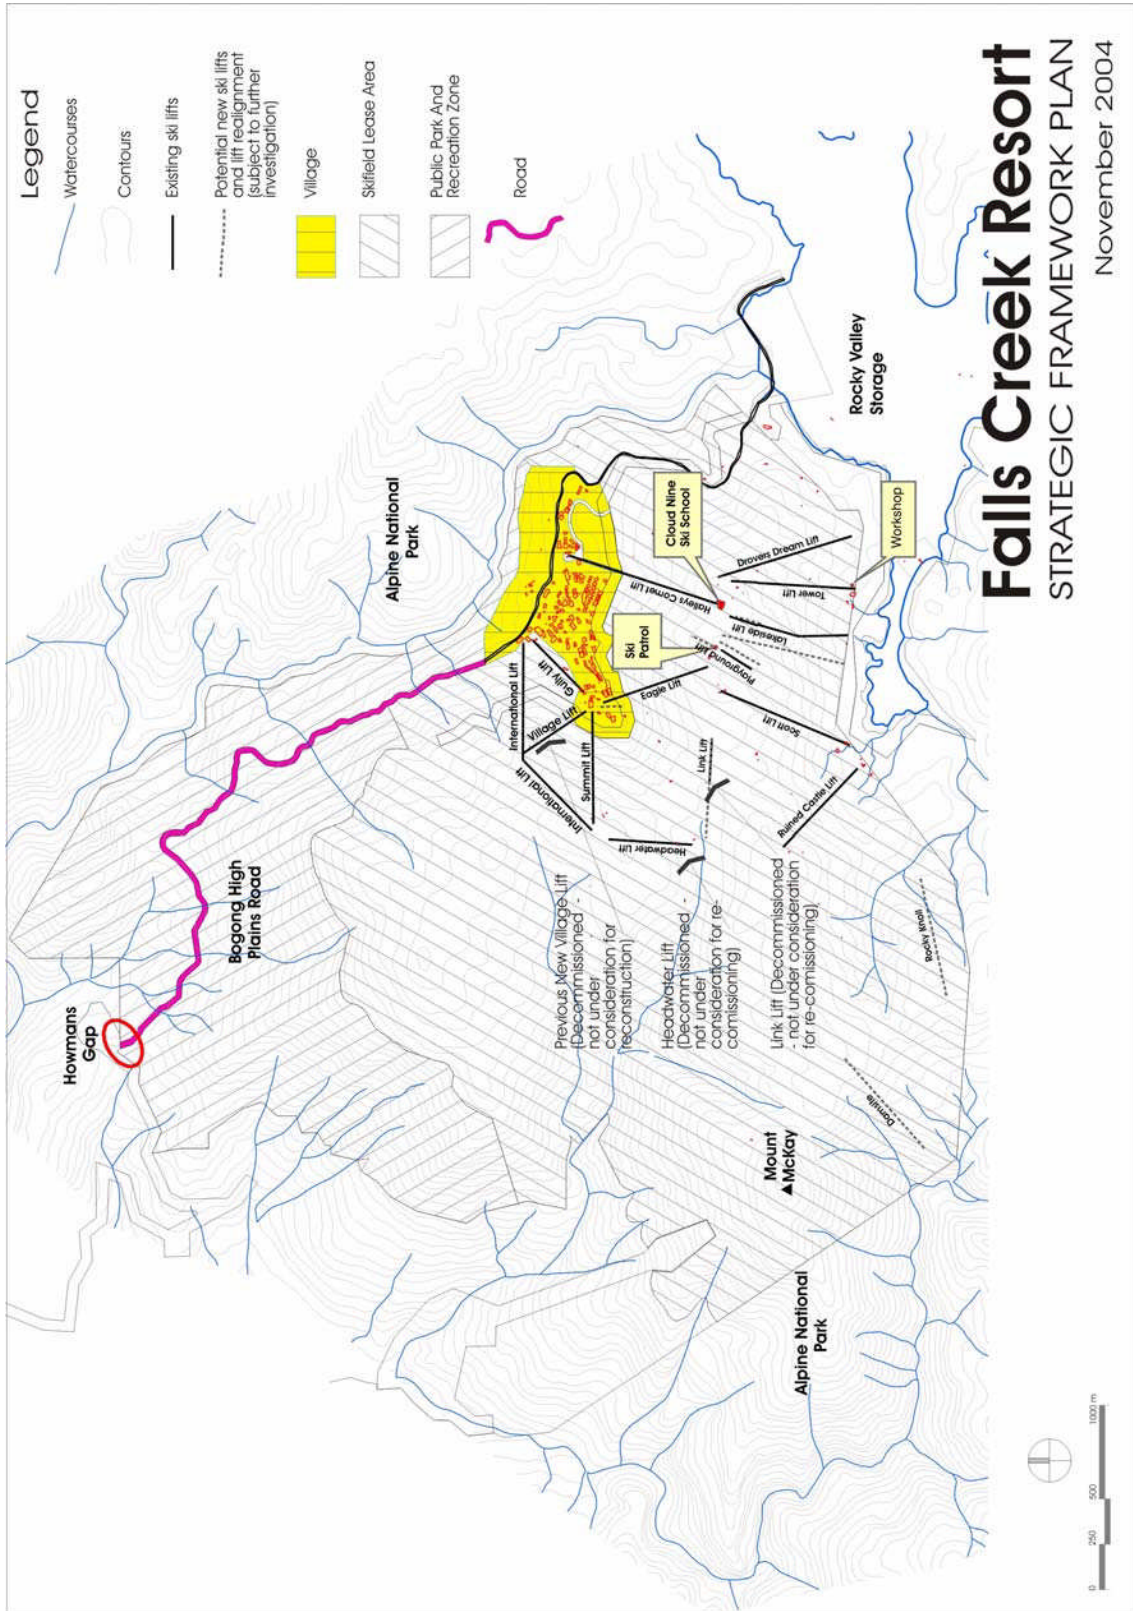 Legend
Watercourses
Contours
Existing ski lifts
Potential new ski lifts
and lift realignment
(subject to further
investigation)
Village
Skifield Lease Area
Public Park And
Recreation Zone
Road
Howmans
Gap
Bogong High
Plains Road
Alpine National
Park
International Lift
Gully Lift
Village Lift
International Lift
Summit Lift
Headwater Lift
Eagle Lift
Link Lift
Ski
Patrol
Halleys Comet Lift
Cloud Nine
Ski School
Playground Lift
Lakeside Lift
Tower Lift
Drovers Dream Lift
Scott Lift
Ruined Castle Lift
Workshop
Rocky Valley
Storage
Previous New Village Lift
(Decommissioned -
not under
consideration for
reconstruction)
Headwater Lift
(Decommissioned -
not under
consideration for re-
comissioning)
Link Lift (Decommissioned
- not under consideration
for re-comissioning)
Rocky Knoll
Damsite
Mount
McKay
Alpine National
Park
0 250 500 1000 m
Falls Creek Resort
STRATEGIC FRAMEWORK PLAN
November 2004